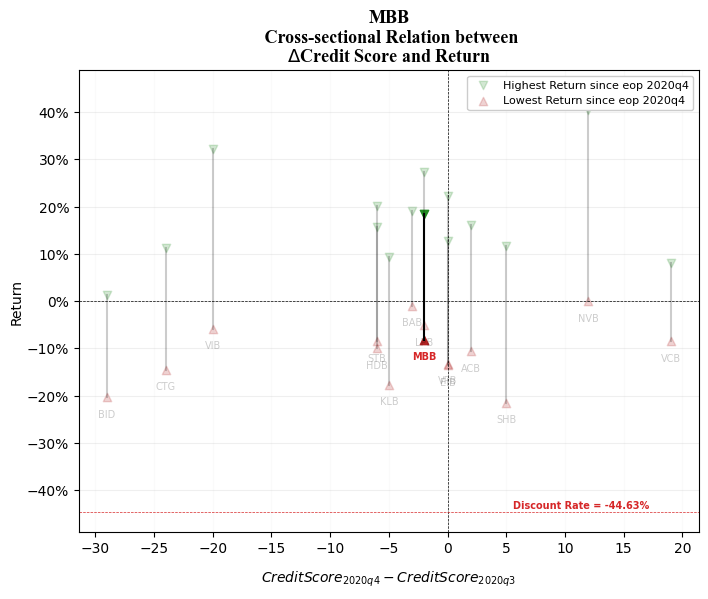 MBB
Cross-sectional Relation between
ΔCredit Score and Return
Highest Return since eop 2020q4
Lowest Return since eop 2020q4
40%
30%
20%
10%
0%
−10%
−20%
−30%
−40%
Return
BAB
NVB
VIB
MBB
STB
HDB
VCB
ACB
CTG
KLB
BID
SHB
Discount Rate = -44.63%
−30 −25 −20 −15 −10 −5 0 5 10 15 20
CreditScore2020q4 − CreditScore2020q3